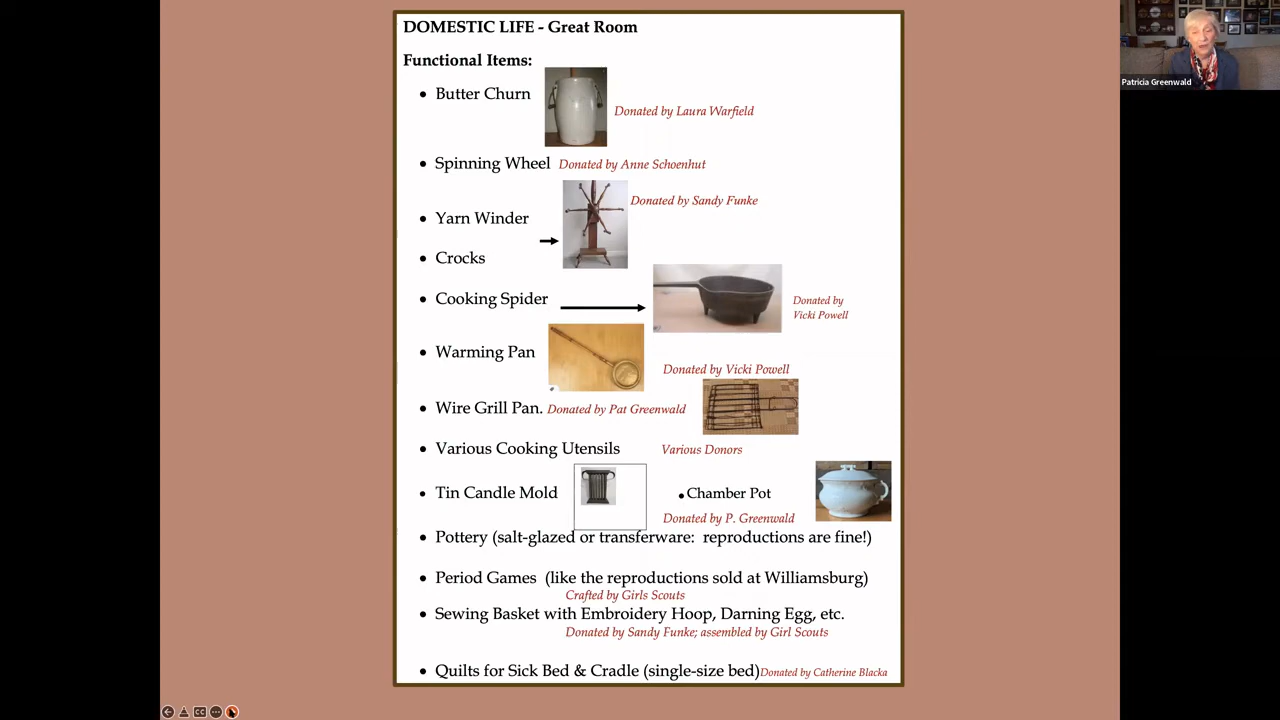 DOMESTIC LIFE - Great Room
Functional Items:
• Butter Churn
Donated by Laura Warfield
• Spinning Wheel Donated by Anne Schoenhut
Donated by Sandy Funke
• Yarn Winder
• Crocks
• Cooking Spider
Donated by
Vicki Powell
• Warming Pan
Donated by Vicki Powell
• Wire Grill Pan. Donated by Pat Greenwald
• Various Cooking Utensils Various Donors
• Tin Candle Mold
• Chamber Pot
Donated by P. Greenwald
• Pottery (salt-glazed or transferware: reproductions are fine!)
• Period Games (like the reproductions sold at Williamsburg)
Crafted by Girls Scouts
• Sewing Basket with Embroidery Hoop, Darning Egg, etc.
Donated by Sandy Funke; assembled by Girl Scouts
• Quilts for Sick Bed & Cradle (single-size bed) Donated by Catherine Blacka
Patricia Greenwald
CC